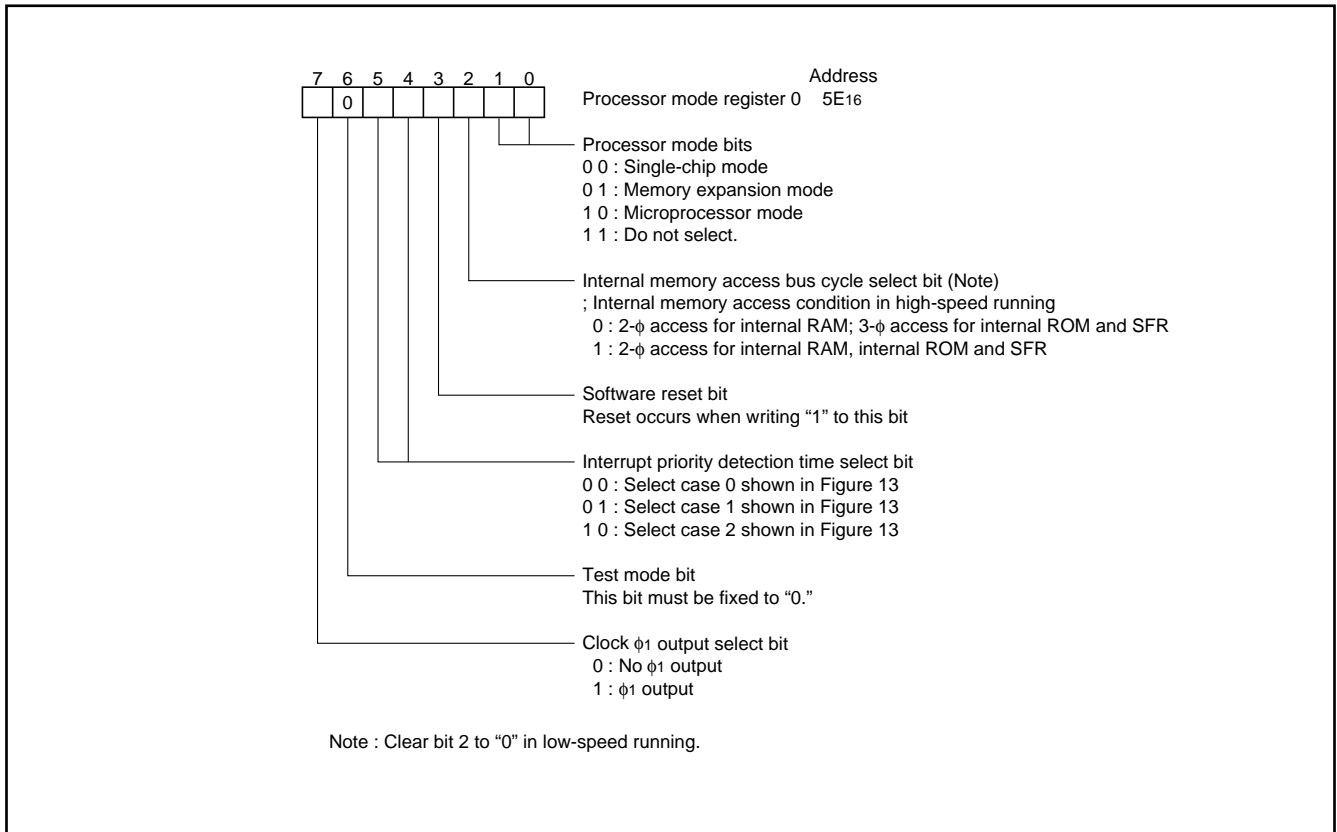 Address
7 6 5 4 3 2 1 0
0
Processor mode register 0 5E16
Processor mode bits
0 0 : Single-chip mode
0 1 : Memory expansion mode
1 0 : Microprocessor mode
1 1 : Do not select.
Internal memory access bus cycle select bit (Note)
; Internal memory access condition in high-speed running
0 : 2-ϕ access for internal RAM; 3-ϕ access for internal ROM and SFR
1 : 2-ϕ access for internal RAM, internal ROM and SFR
Software reset bit
Reset occurs when writing “1” to this bit
Interrupt priority detection time select bit
0 0 : Select case 0 shown in Figure 13
0 1 : Select case 1 shown in Figure 13
1 0 : Select case 2 shown in Figure 13
Test mode bit
This bit must be fixed to “0.”
Clock ϕ1 output select bit
0 : No ϕ1 output
1 : ϕ1 output
Note : Clear bit 2 to “0” in low-speed running.